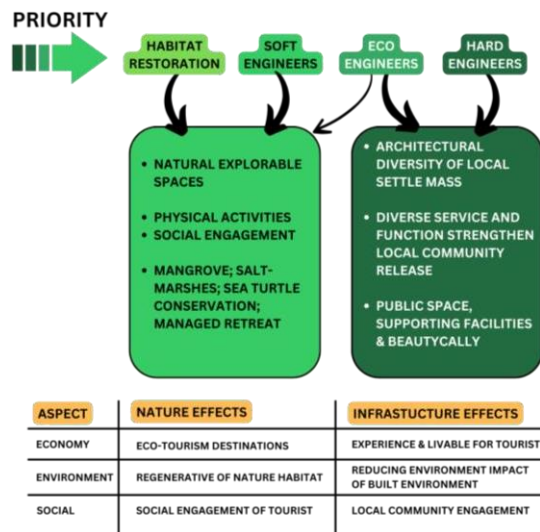 PRIORITY
HABITAT
RESTORATION
SOFT
ENGINEERS
ECO
ENGINEERS
HARD
ENGINEERS
• NATURAL EXPLORABLE
SPACES
• PHYSICAL ACTIVITIES
• SOCIAL ENGAGEMENT
• MANGROVE; SALT-
MARSHES; SEA TURTLE
CONSERVATION;
MANAGED RETREAT
• ARCHITECTURAL
DIVERSITY OF LOCAL
SETTLE MASS
• DIVERSE SERVICE AND
FUNCTION STRENGTHEN
LOCAL COMMUNITY
RELEASE
• PUBLIC SPACE,
SUPPORTING FACILITIES
& BEAUTYCALLY
ASPECT NATURE EFFECTS INFRASTUCTURE EFFECTS
ECONOMY ECO-TOURISM DESTINATIONS EXPERIENCE & LIVABLE FOR TOURIST
ENVIRONMENT REGENERATIVE OF NATURE HABITAT REDUCING ENVIRONMENT IMPACT
OF BUILT ENVIRONMENT
SOCIAL SOCIAL ENGAGEMENT OF TOURIST LOCAL COMMUNITY ENGAGEMENT